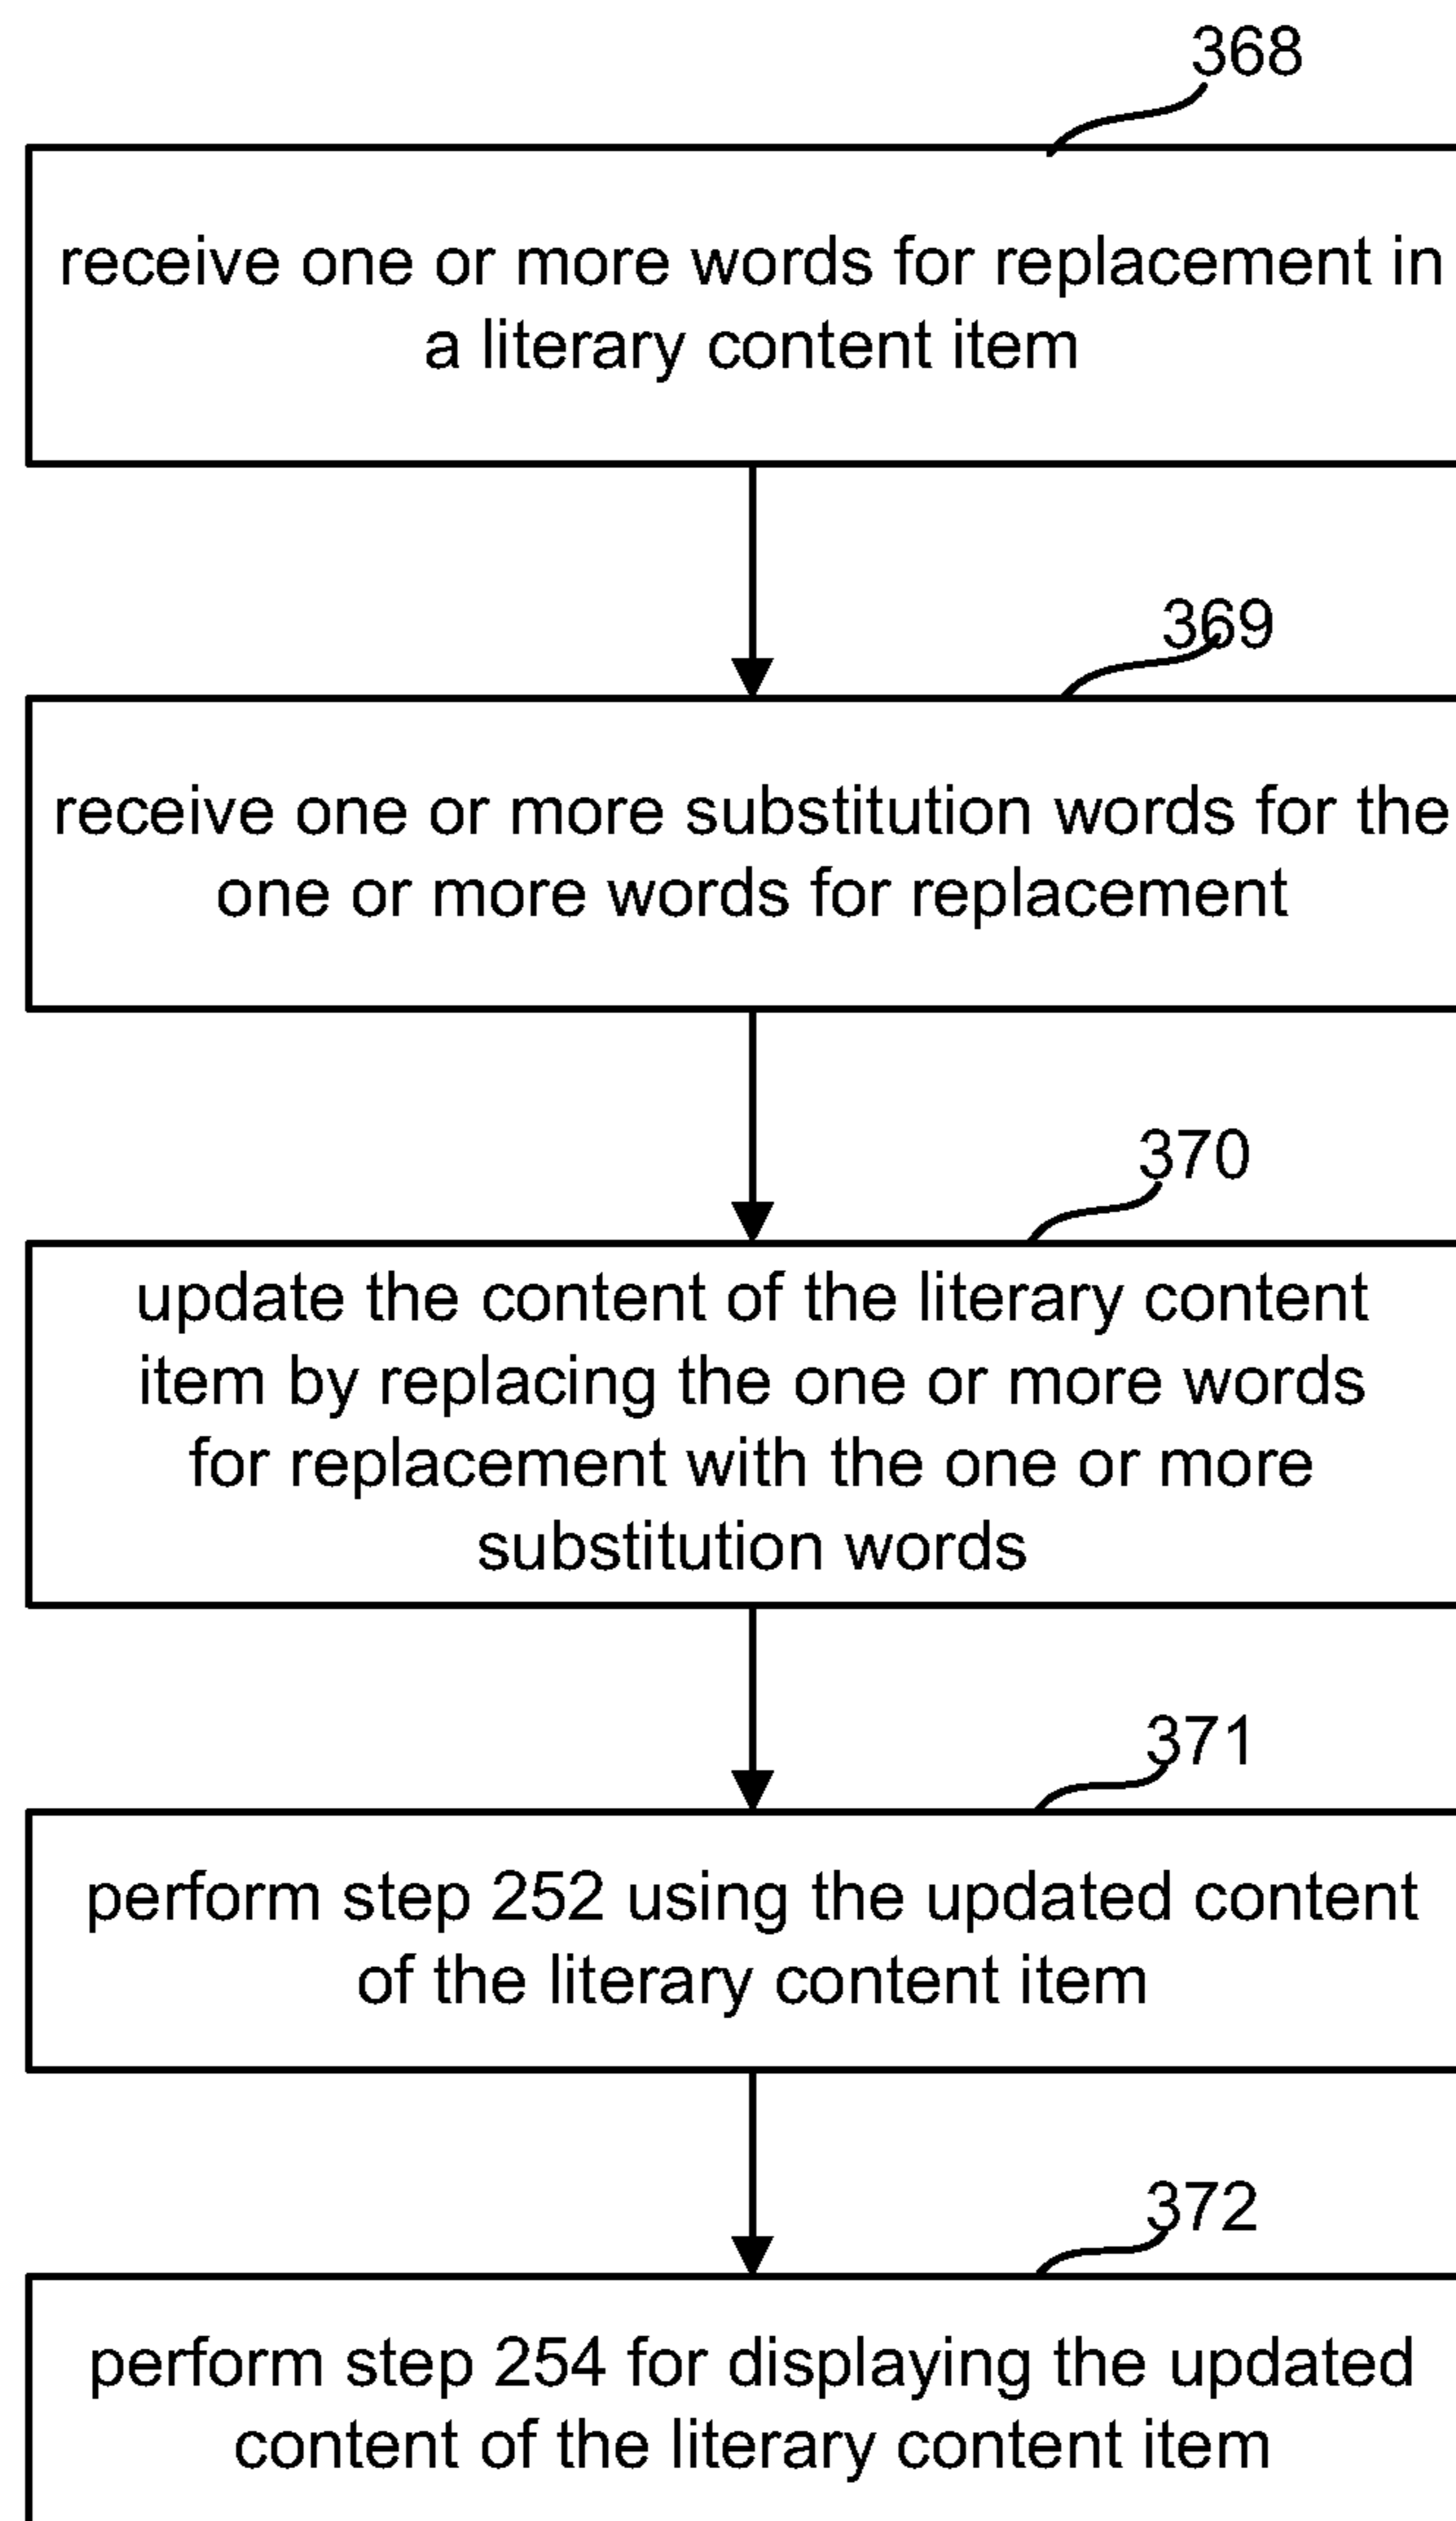 368
receive one or more words for replacement in
a literary content item
369
receive one or more substitution words for the
one or more words for replacement
370
update the content of the literary content
item by replacing the one or more words
for replacement with the one or more
substitution words
371
perform step 252 using the updated content
of the literary content item
372
perform step 254 for displaying the updated
content of the literary content item